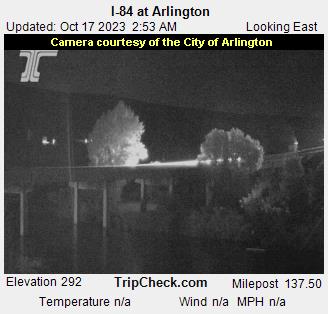 I-84 at Arlington
Updated: Oct 17 2023 2:53 AM Looking East
Camera courtesy of the City of Arlington
Elevation 292 TripCheck.com Milepost 137.50
Temperature n/a Wind n/a MPH n/a